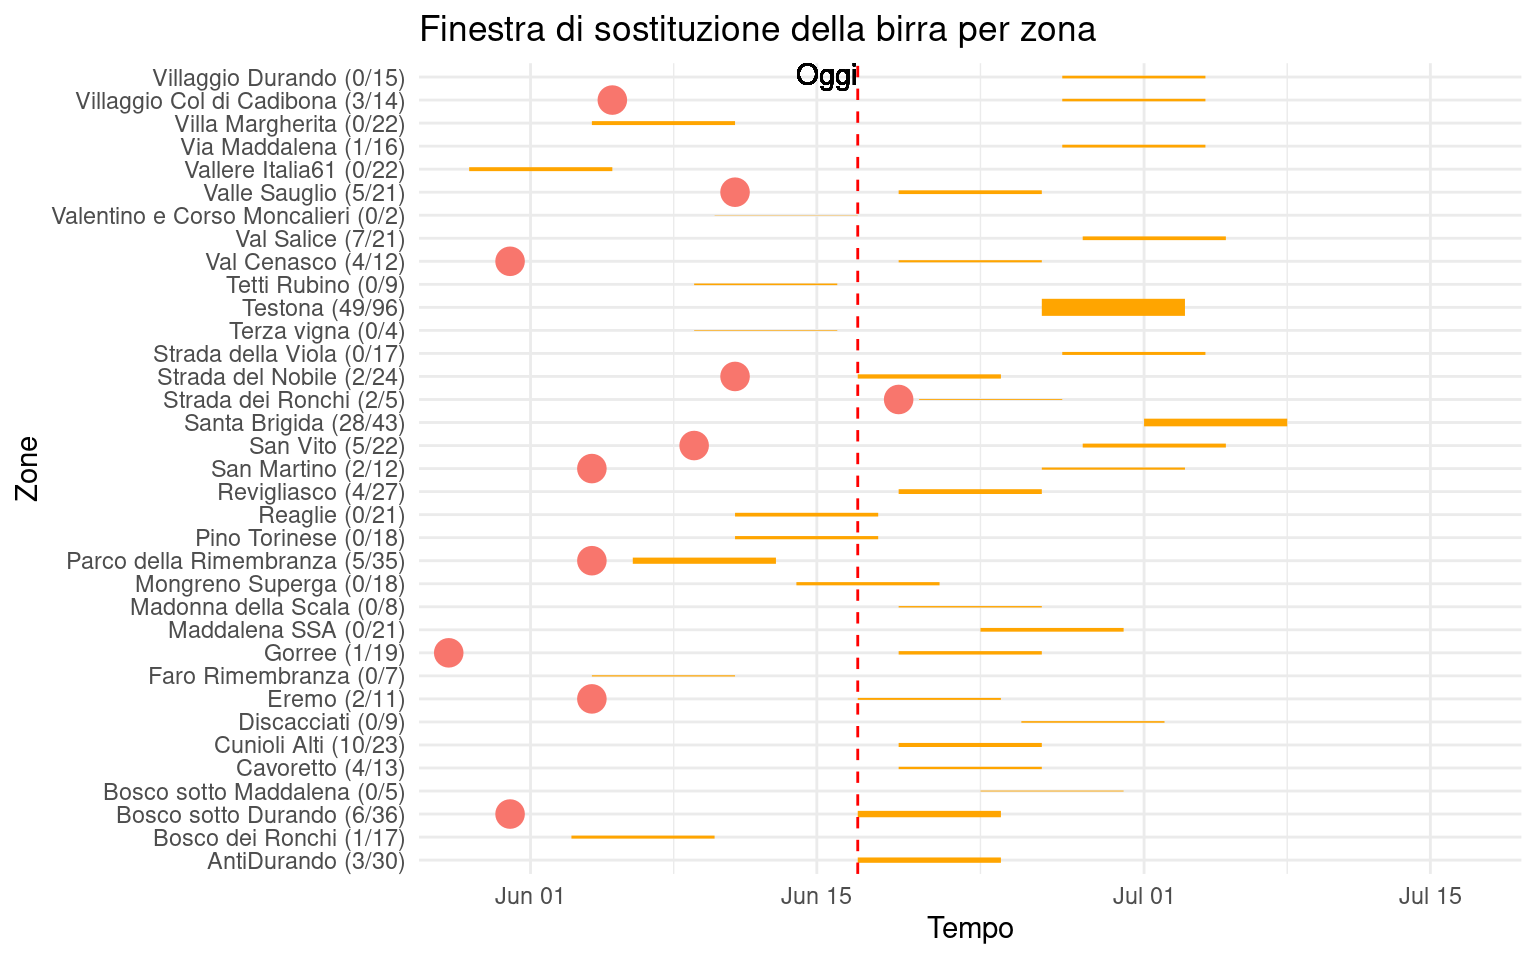 Finestra di sostituzione della birra per zona
Oggi
Villaggio Durando (0/15)
Villaggio Col di Cadibona (3/14)
Villa Margherita (0/22)
Via Maddalena (1/16)
Vallere Italia61 (0/22)
Valle Sauglio (5/21)
Valentino e Corso Moncalieri (0/2)
Val Salice (7/21)
Val Cenasco (4/12)
Tetti Rubino (0/9)
Testona (49/96)
Terza vigna (0/4)
Strada della Viola (0/17)
Strada del Nobile (2/24)
Strada dei Ronchi (2/5)
Santa Brigida (28/43)
San Vito (5/22)
San Martino (2/12)
Revigliasco (4/27)
Reaglie (0/21)
Pino Torinese (0/18)
Parco della Rimembranza (5/35)
Mongreno Superga (0/18)
Madonna della Scala (0/8)
Maddalena SSA (0/21)
Gorree (1/19)
Faro Rimembranza (0/7)
Eremo (2/11)
Discacciati (0/9)
Cunioli Alti (10/23)
Cavoretto (4/13)
Bosco sotto Maddalena (0/5)
Bosco sotto Durando (6/36)
Bosco dei Ronchi (1/17)
AntiDurando (3/30)
Zone
Jun 01
Jun 15
Jul 01
Jul 15
Tempo